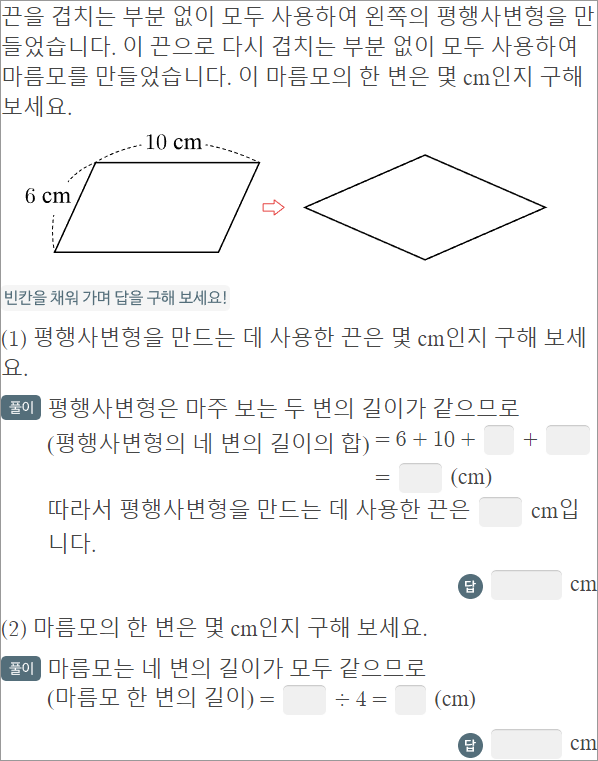 끈을 겹치는 부분 없이 모두 사용하여 왼쪽의 평행사변형을 만
들었습니다. 이 끈으로 다시 겹치는 부분 없이 모두 사용하여
마름모를 만들었습니다. 이 마름모의 한 변은 몇 cm인지 구해
보세요.
10 cm
6 cm
빈칸을 채워 가며 답을 구해 보세요!
(1) 평행사변형을 만드는 데 사용한 끈은 몇 cm인지 구해 보세
요.
풀이 평행사변형은 마주 보는 두 변의 길이가 같으므로
(평행사변형의 네 변의 길이의 합) = 6 + 10 + +
= (cm)
따라서 평행사변형을 만드는 데 사용한 끈은 cm입
니다.
답 cm
(2) 마름모의 한 변은 몇 cm인지 구해 보세요.
풀이 마름모는 네 변의 길이가 모두 같으므로
(마름모 한 변의 길이) = ÷ 4 = (cm)
답 cm